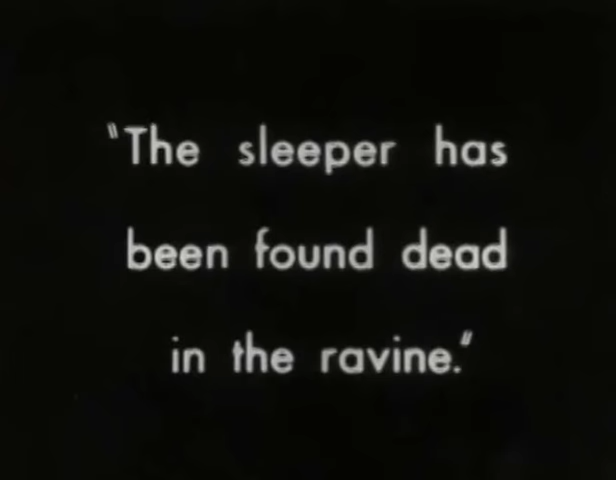 "The sleeper has
been found dead
in the ravine."